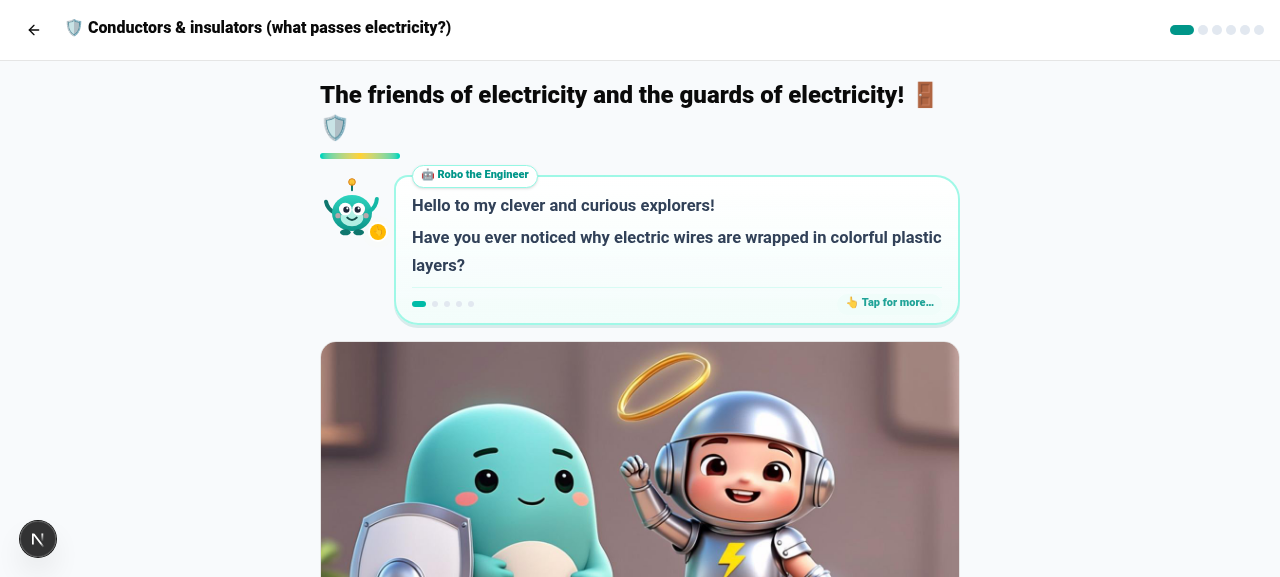 🛡️ Conductors & insulators (what passes electricity?)
The friends of electricity and the guards of electricity! 🚪
🛡️
🤖 Robo the Engineer
Hello to my clever and curious explorers!
Have you ever noticed why electric wires are wrapped in colorful plastic
layers?
👆 Tap for more...
N